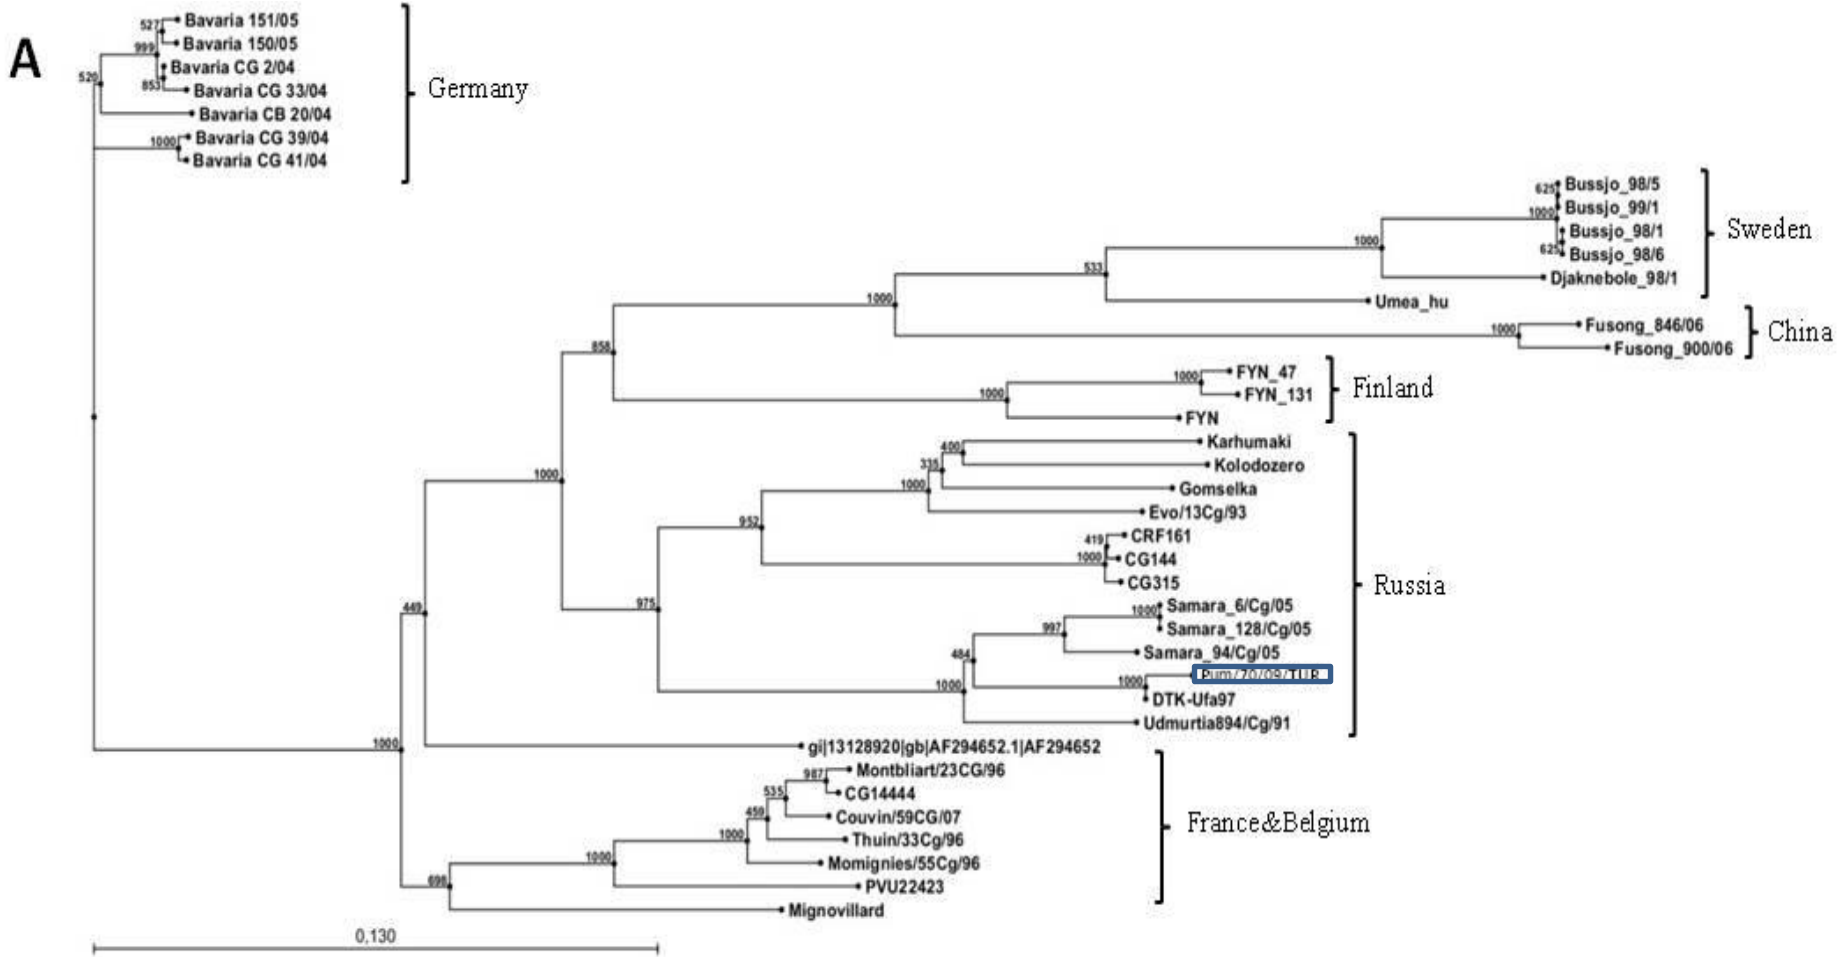 A
527 Bavaria 151/05
Bavaria 150/05
999
Bavaria CG 2/04
520
853 Bavaria CG 33/04
Germany
Bavaria CB 20/04
Bavaria CG 39/04
1000
Bavaria CG 41/04
625 Bussjo_98/5
Bussjo_99/1
1000
Bussjo_98/1
Sweden
1000
625 Bussjo_98/6
533
Djaknebole_98/1
1000
Umea_hu
Fusong_846/06
1000
China
Fusong_900/06
858
FYN_47
1000
FYN_131
Finland
1000
FYN
Karhumaki
400
Kolodozero
335
1000
Gomselka
1000
Evo/13Cg/93
952
CRF161
419
1000 CG144
CG315
Russia
975
449
Samara_6/Cg/05
1000
Samara_128/Cg/05
997
Samara_94/Cg/05
484
Pum/70/09/TUR
1000
1000
DTK-Ufa97
Udmurtia894/Cg/91
1000
gi|13128920|gb|AF294652.1|AF294652
Montbliart/23CG/96
987
CG14444
535
Couvin/59CG/07
France&Belgium
459
Thuin/33Cg/96
1000
Momignies/55Cg/96
1000
PVU22423
698
Mignovillard
0,130